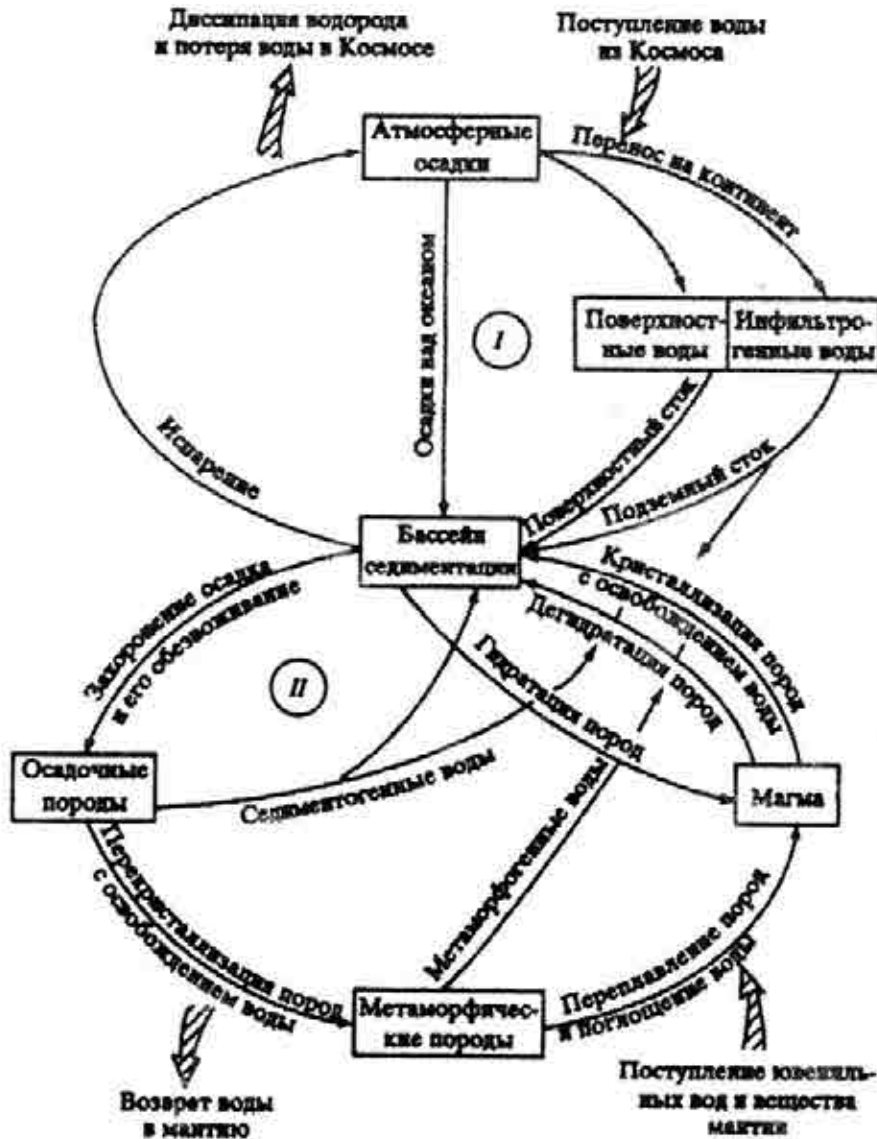 Диссипация водорода
и потеря воды в Космосе
Поступление воды
из Космоса
Атмосферные
осадки
Перенос на континент
Осадки над океаном
I
Поверхност-
ные воды
Инфильтро-
генные воды
Испарение
Поверхностный сток
Подземный сток
Бассейн
седиментации
Кристаллизация пород
с освобождением воды
Дегидратация пород
Захоронение осадка
и его обезвоживание
II
Гидратация пород
Осадочные
породы
Седиментогенные воды
Магма
Метаморфогенные воды
Перекристаллизация пород
с освобождением воды
Переплавление пород
и поглощение воды
Метаморфичес-
кие породы
Возврат воды
в мантию
Поступление ювениль-
ных вод и вещества
мантии